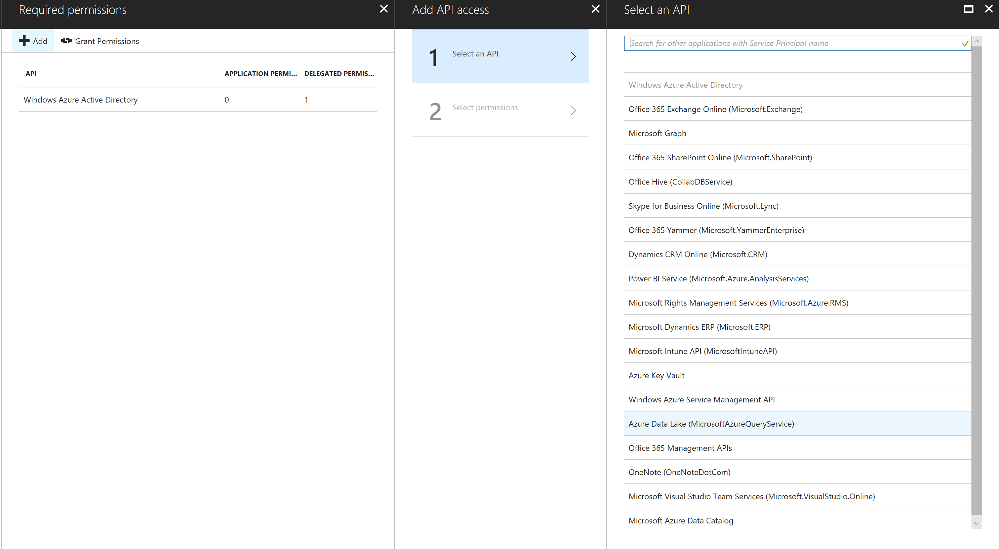 Required permissions
Add
Grant Permissions
API
APPLICATION PERMI...
DELEGATED PERMIS...
Windows Azure Active Directory
0
1
Add API access
1
Select an API
2
Select permissions
Select an API
Search for other applications with Service Principal name
Windows Azure Active Directory
Office 365 Exchange Online (Microsoft.Exchange)
Microsoft Graph
Office 365 SharePoint Online (Microsoft.SharePoint)
Office Hive (CollabDBService)
Skype for Business Online (Microsoft.Lync)
Office 365 Yammer (Microsoft.YammerEnterprise)
Dynamics CRM Online (Microsoft.CRM)
Power BI Service (Microsoft.Azure.AnalysisServices)
Microsoft Rights Management Services (Microsoft.Azure.RMS)
Microsoft Dynamics ERP (Microsoft.ERP)
Microsoft Intune API (MicrosoftIntuneAPI)
Azure Key Vault
Windows Azure Service Management API
Azure Data Lake (MicrosoftAzureQueryService)
Office 365 Management APIs
OneNote (OneNoteDotCom)
Microsoft Visual Studio Team Services (Microsoft.VisualStudio.Online)
Microsoft Azure Data Catalog